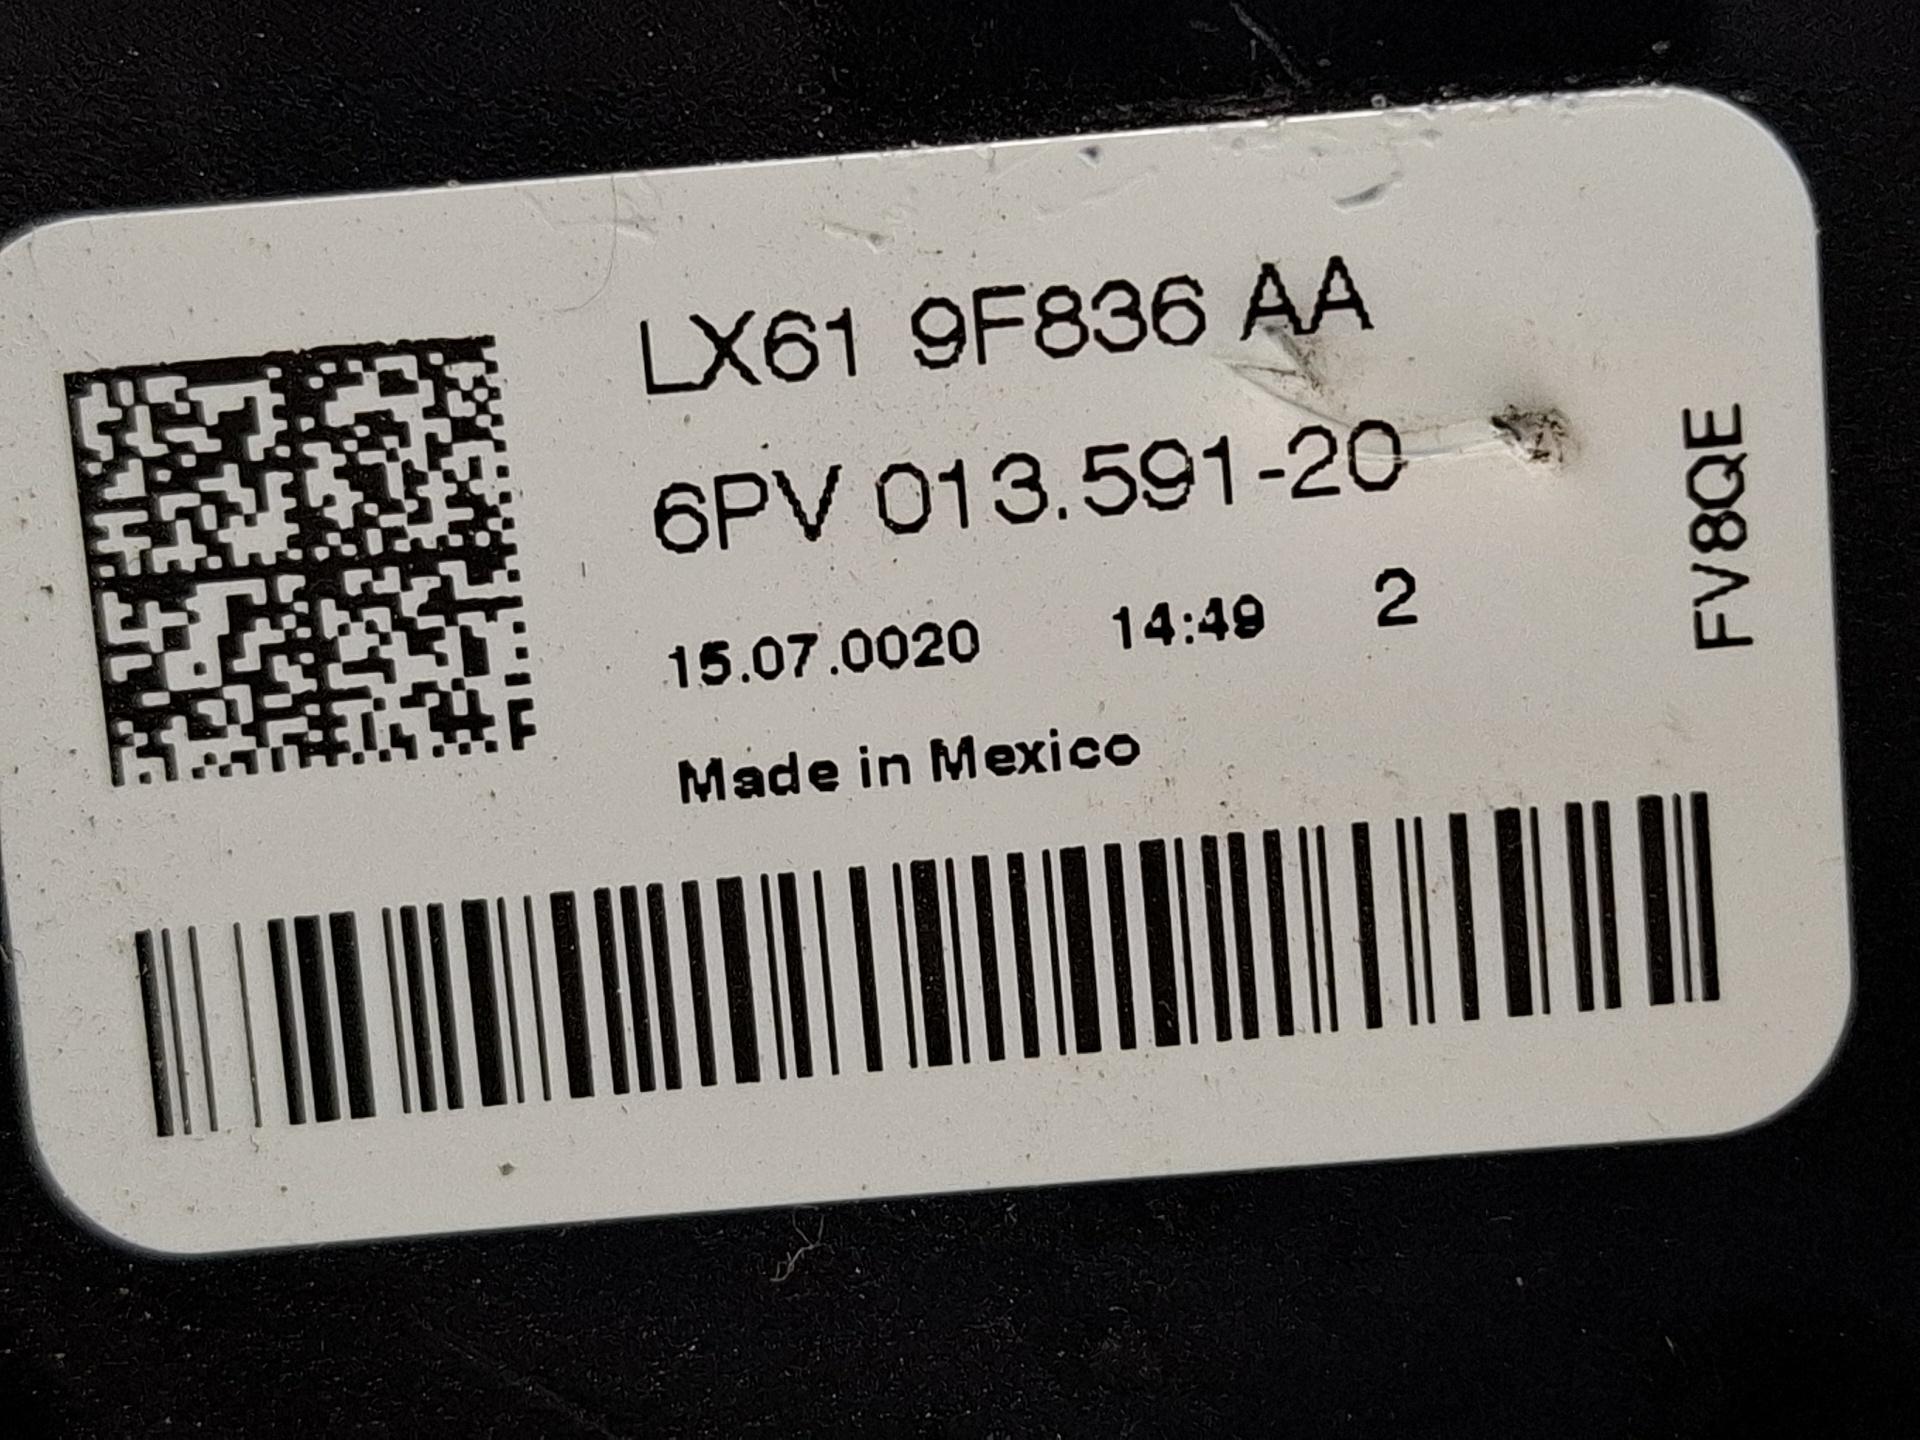 LX61 9F836 AA
6PV 013.591-20
15.07.0020 14:49 2
Made in Mexico
FV8QE